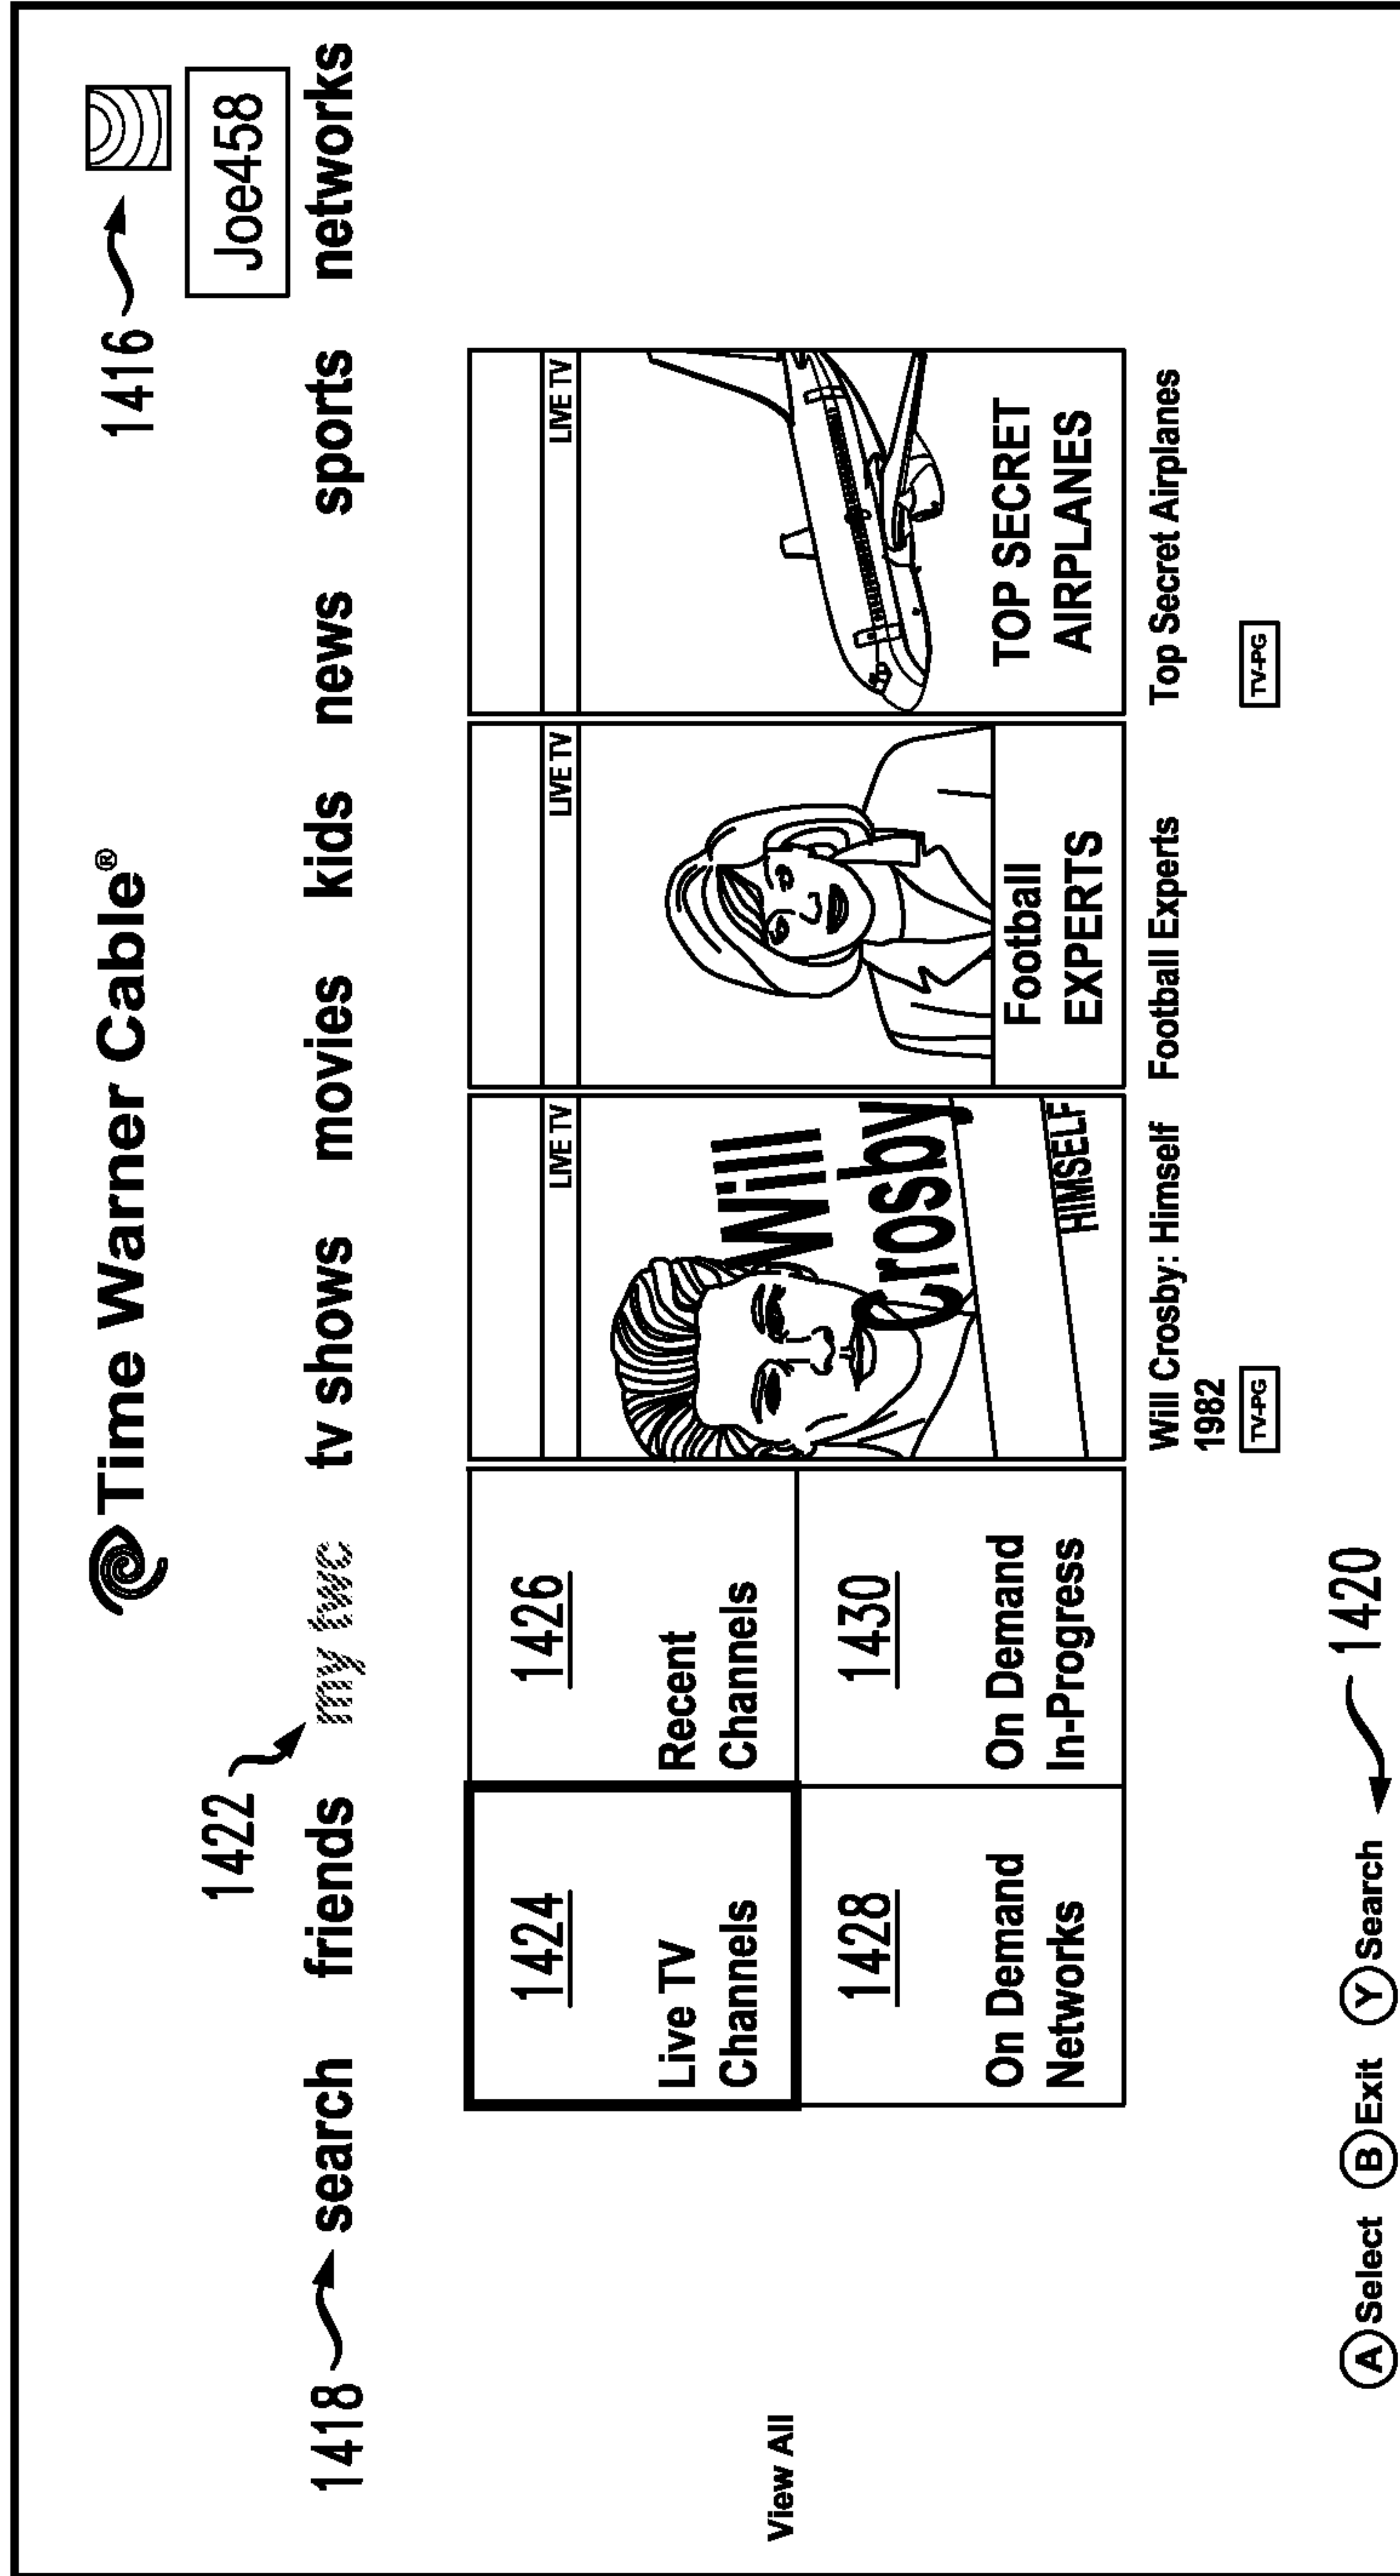 1416
Time Warner Cable®
Joe458
1422
1418 search friends my twc tv shows movies kids news sports networks
1424
Live TV
Channels
1426
Recent
Channels
1428
On Demand
Networks
1430
On Demand
In-Progress
LIVE TV
Will
Crosby
HIMSELF
LIVE TV
Football
EXPERTS
LIVE TV
TOP SECRET
AIRPLANES
View All
Will Crosby: Himself
1982
TV-PG
Football Experts
Top Secret Airplanes
TV-PG
A Select B Exit Y Search
1420